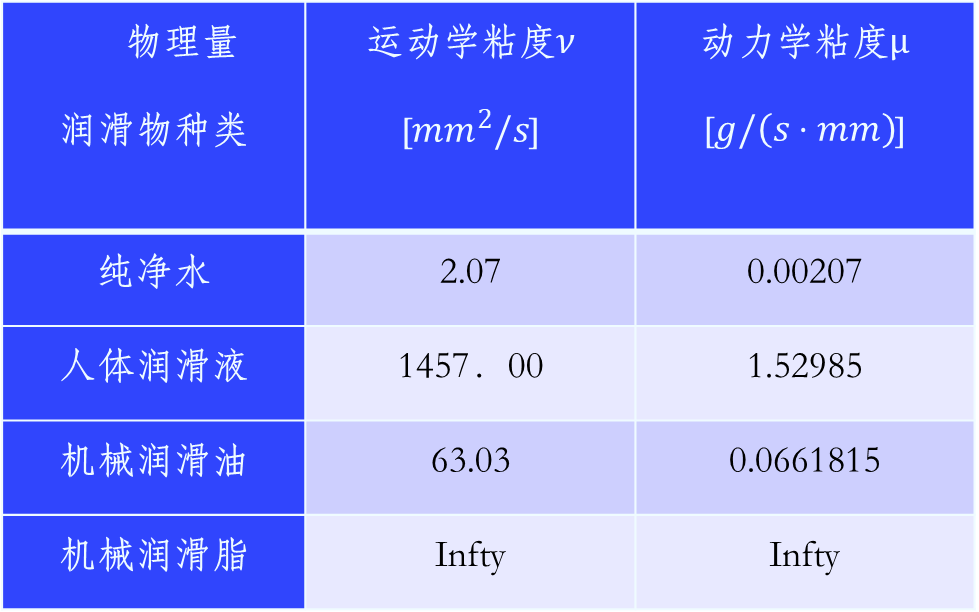 物理量 运动学粘度ν 动力学粘度μ
润滑物种类 [mm²/s] [g/(s·mm)]
纯净水 2.07 0.00207
人体润滑液 1457．00 1.52985
机械润滑油 63.03 0.0661815
机械润滑脂 Infty Infty